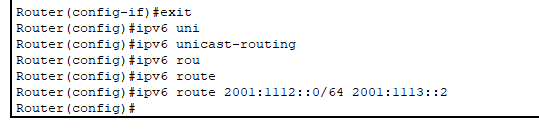 Router(config-if)#exit
Router(config)#ipv6 uni
Router(config)#ipv6 unicast-routing
Router(config)#ipv6 rou
Router(config)#ipv6 route
Router(config)#ipv6 route 2001:1112::0/64 2001:1113::2
Router(config)#